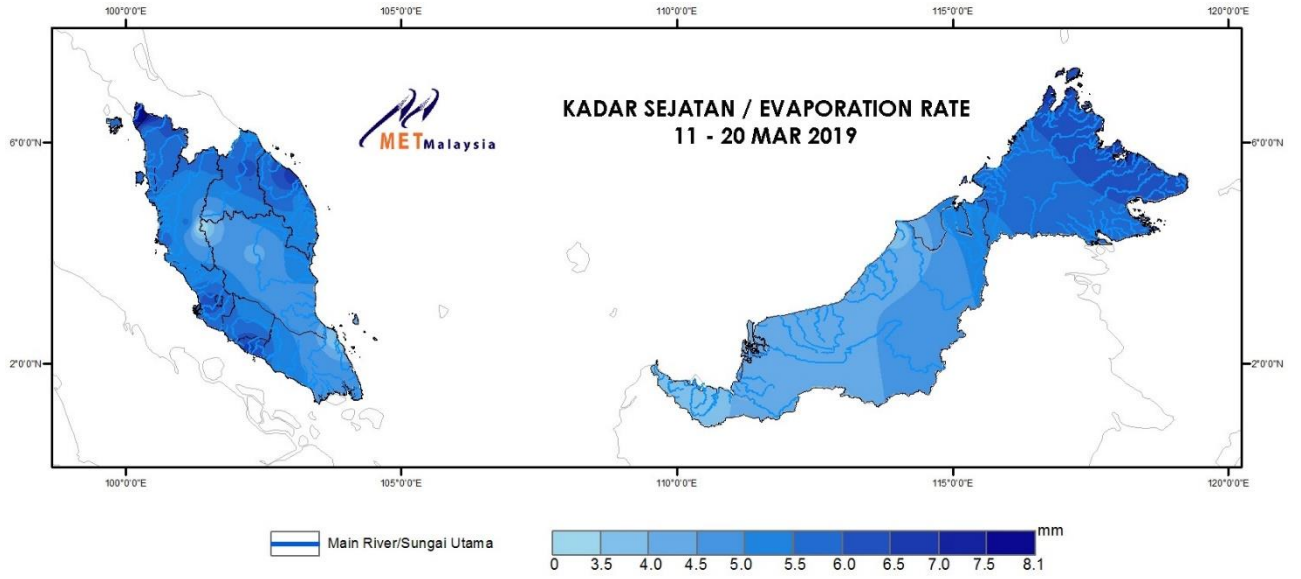 100°0'0"E 105°0'0"E 110°0'0"E 115°0'0"E 120°0'0"E
METMalaysia
KADAR SEJATAN / EVAPORATION RATE
11 - 20 MAR 2019
6°0'0"N 6°0'0"N
2°0'0"N 2°0'0"N
100°0'0"E 105°0'0"E 110°0'0"E 115°0'0"E 120°0'0"E
Main River/Sungai Utama
mm
0 3.5 4.0 4.5 5.0 5.5 6.0 6.5 7.0 7.5 8.1